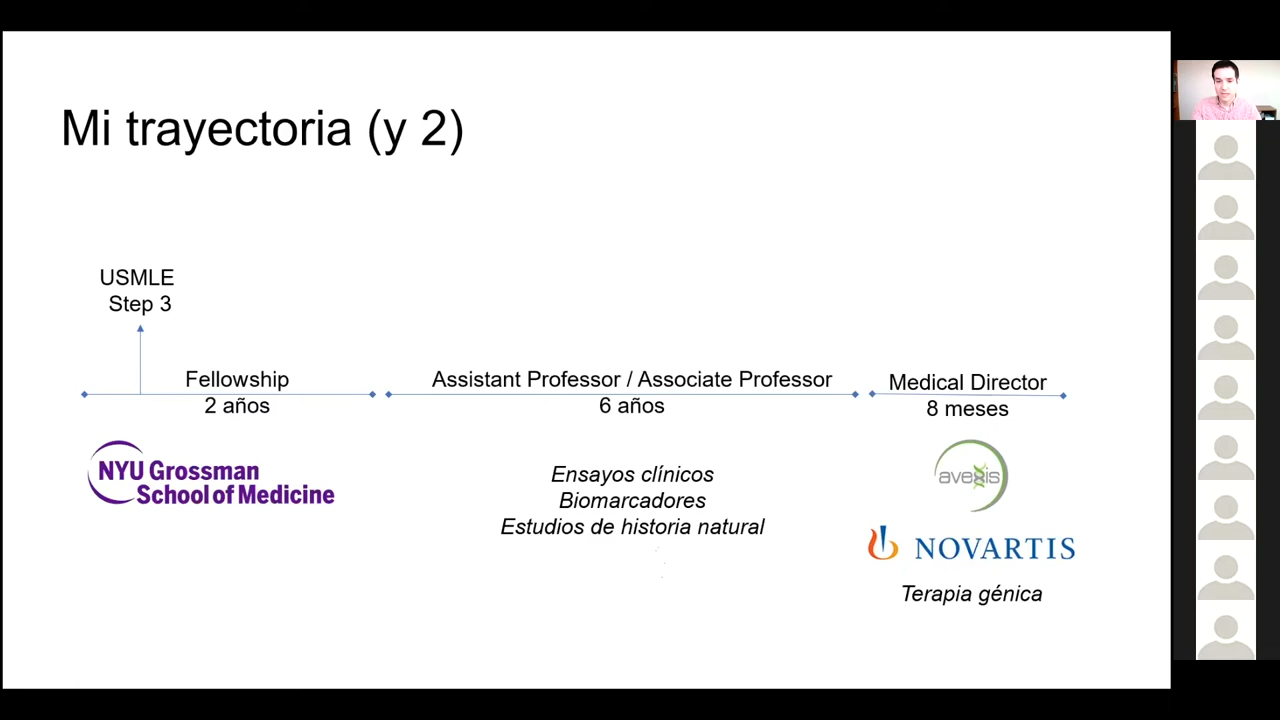 Mi trayectoria (y 2)
USMLE
Step 3
Fellowship
2 años
Assistant Professor / Associate Professor
6 años
Medical Director
8 meses
NYU Grossman
School of Medicine
Ensayos clínicos
Biomarcadores
Estudios de historia natural
avexis
NOVARTIS
Terapia génica